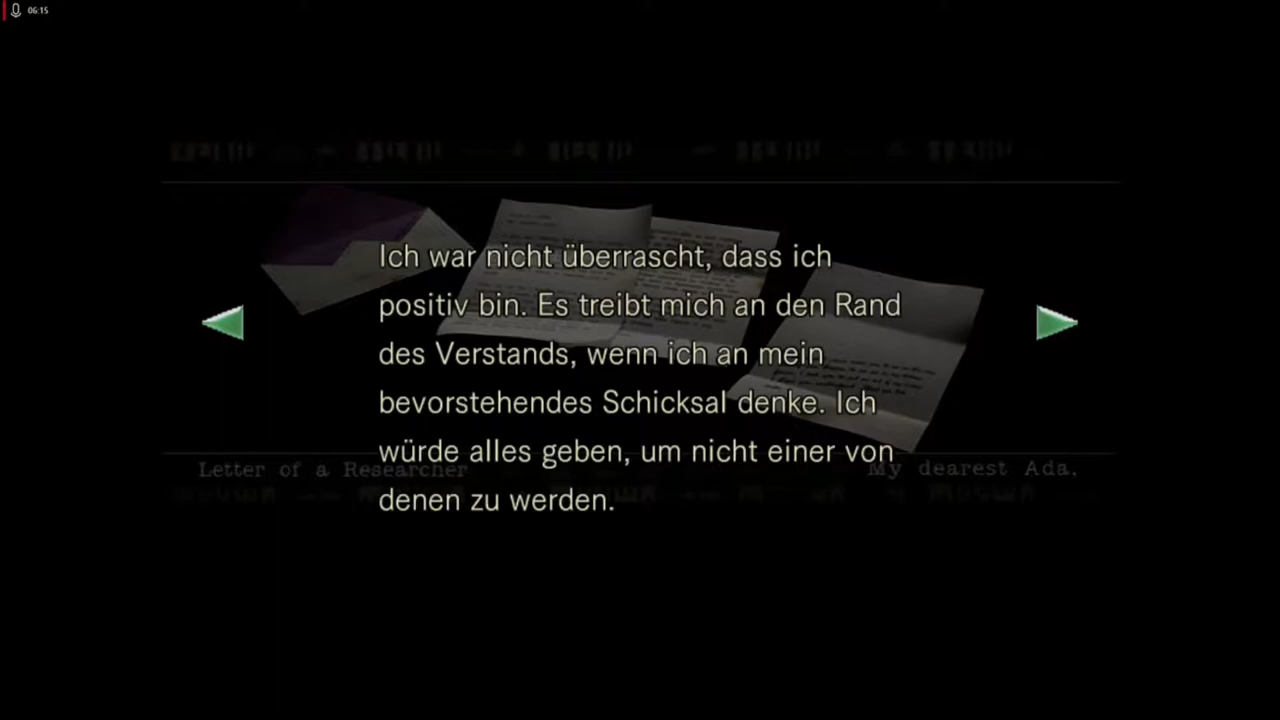 06:15
Ich war nicht überrascht, dass ich
positiv bin. Es treibt mich an den Rand
des Verstands, wenn ich an mein
bevorstehendes Schicksal denke. Ich
würde alles geben, um nicht einer von
denen zu werden.
Letter of a Researcher
My dearest Ada,